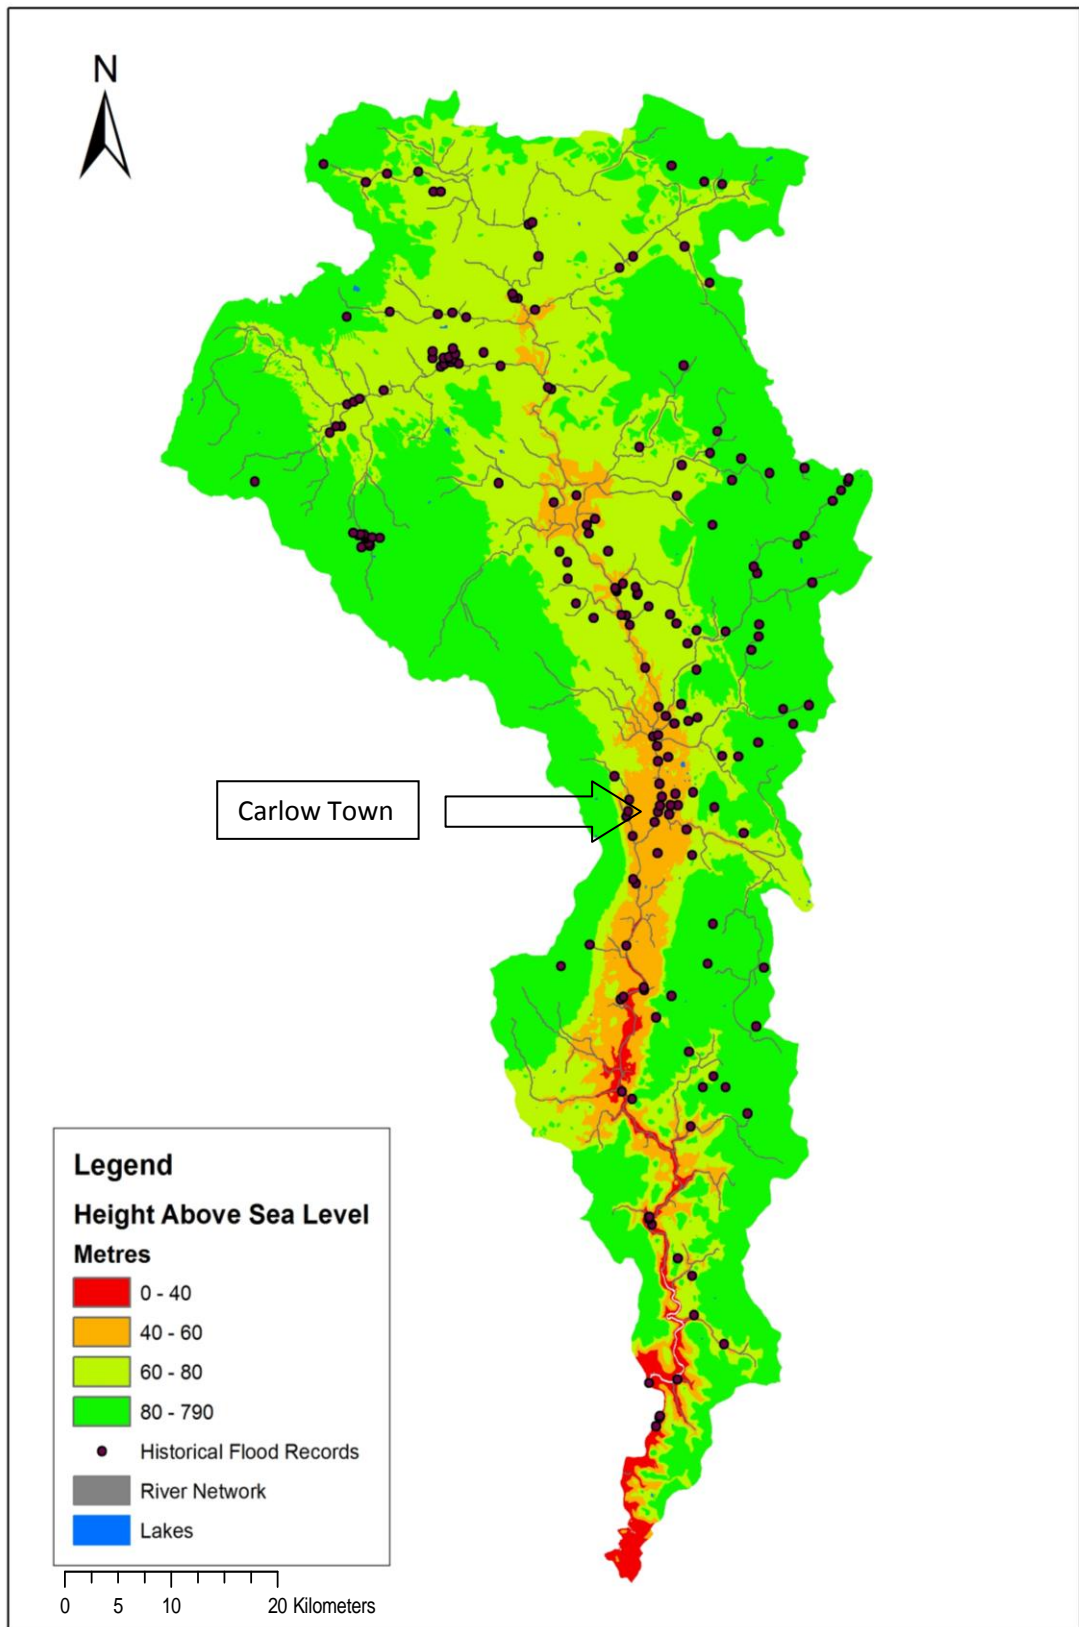 N
Carlow Town
Legend
Height Above Sea Level
Metres
0 - 40
40 - 60
60 - 80
80 - 790
Historical Flood Records
River Network
Lakes
0 5 10 20 Kilometers